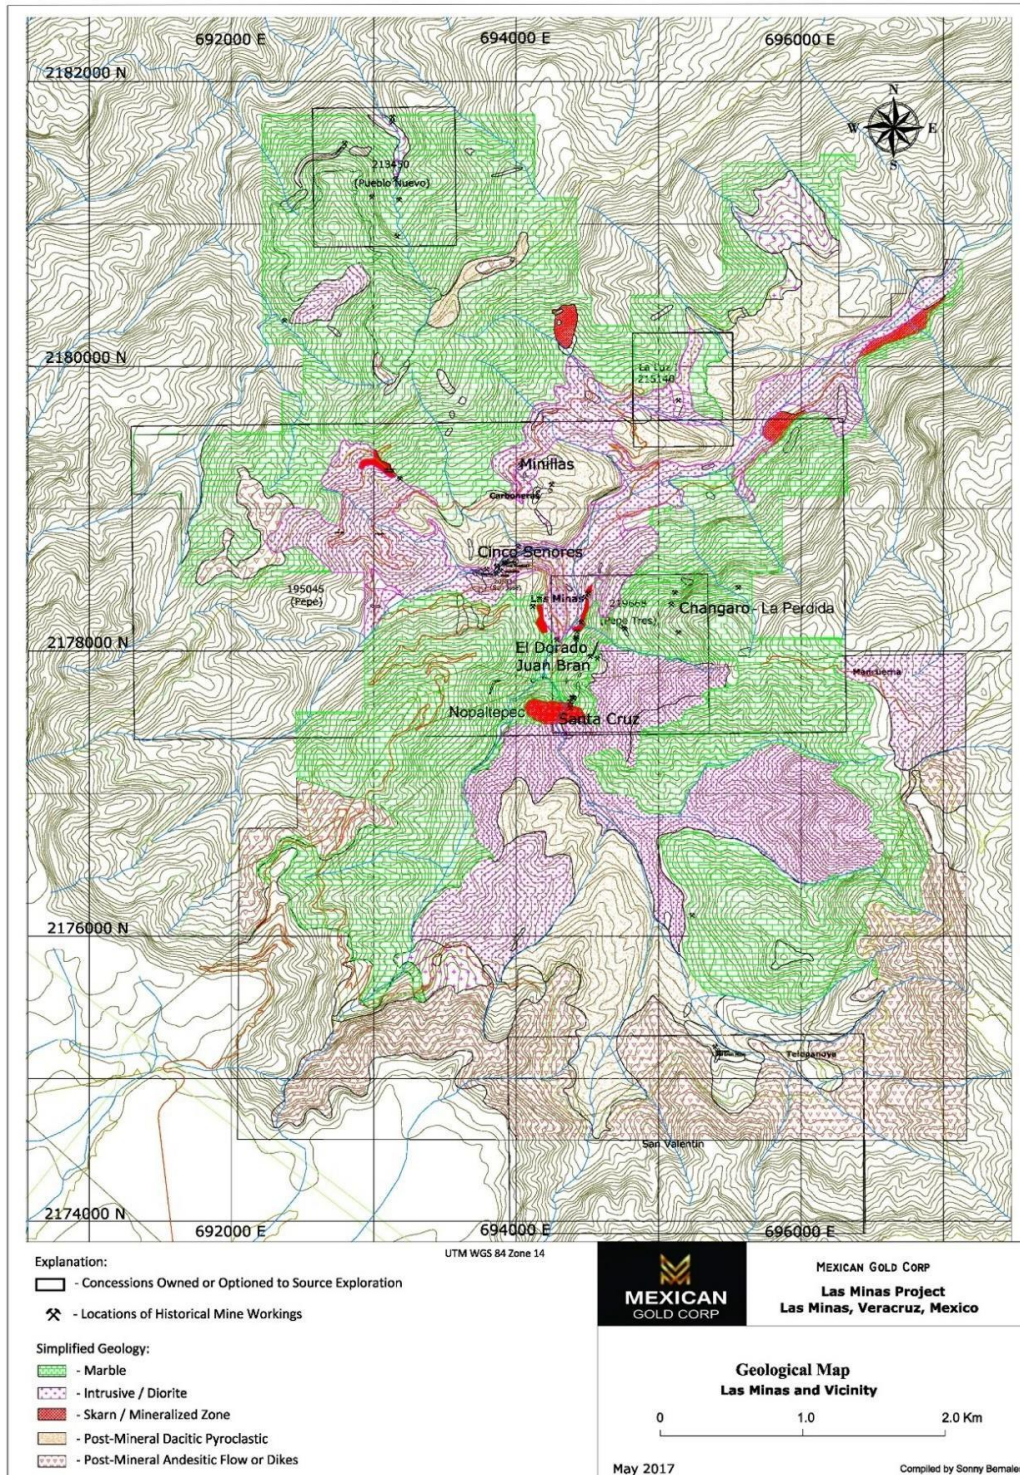 692000 E
694000 E
696000 E
2182000 N
N
W
E
S
213450
(Pueblo Nuevo)
2180000 N
La Luz
215140
Minillas
Carboneras
Cinco Senores
195045
(Pepe)
Las Minas
219668
(Pepe Tres)
Changaro - La Perdida
2178000 N
El Dorado /
Juan Bran
Nopaltepec
Santa Cruz
2176000 N
San Valentin
2174000 N
692000 E
694000 E
696000 E
UTM WGS 84 Zone 14
Explanation:
- Concessions Owned or Optioned to Source Exploration
- Locations of Historical Mine Workings
Simplified Geology:
- Marble
- Intrusive / Diorite
- Skarn / Mineralized Zone
- Post-Mineral Dacitic Pyroclastic
- Post-Mineral Andesitic Flow or Dikes
MEXICAN
GOLD CORP
MEXICAN GOLD CORP
Las Minas Project
Las Minas, Veracruz, Mexico
Geological Map
Las Minas and Vicinity
0 1.0 2.0 Km
May 2017
Compiled by Sonny Bernales